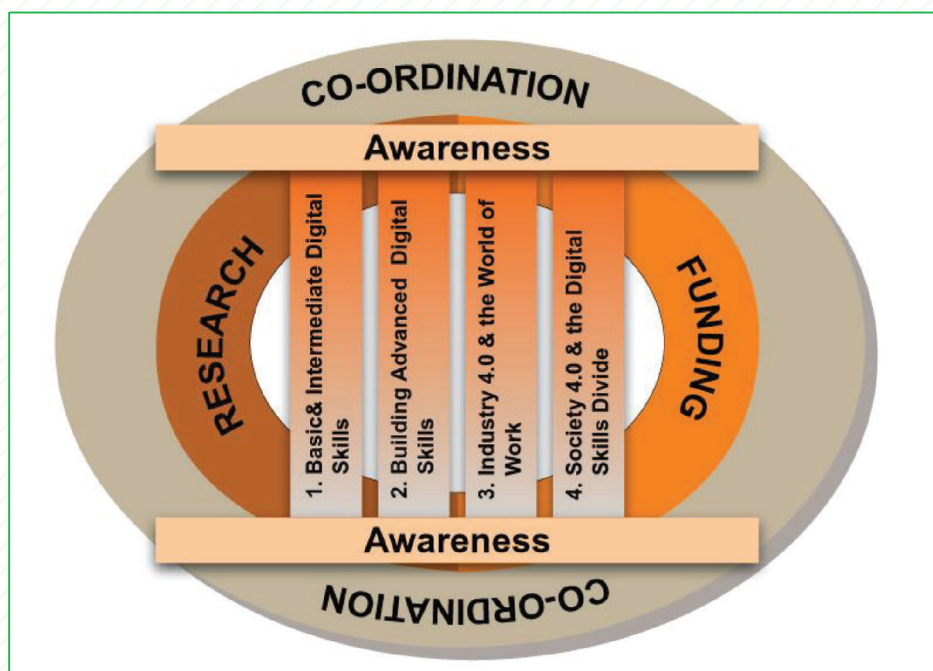 CO-ORDINATION
Awareness
RESEARCH
1. Basic& Intermediate Digital
Skills
2. Building Advanced Digital
Skills
3. Industry 4.0 & the World of
Work
4. Society 4.0 & the Digital
Skills Divide
FUNDING
Awareness
CO-ORDINATION